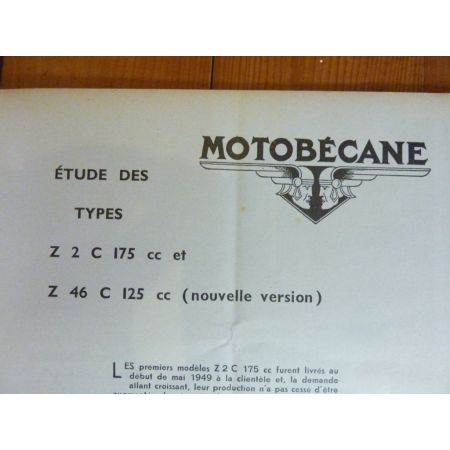 MOTOBÉCANE
ÉTUDE DES
TYPES
Z 2 C 175 cc et
Z 46 C 125 cc (nouvelle version)
LES premiers modèles Z 2 C 175 cc furent livrés au
début de mai 1949 à la clientèle et, la demande
allant croissant, leur production n'a pas cessé d'être